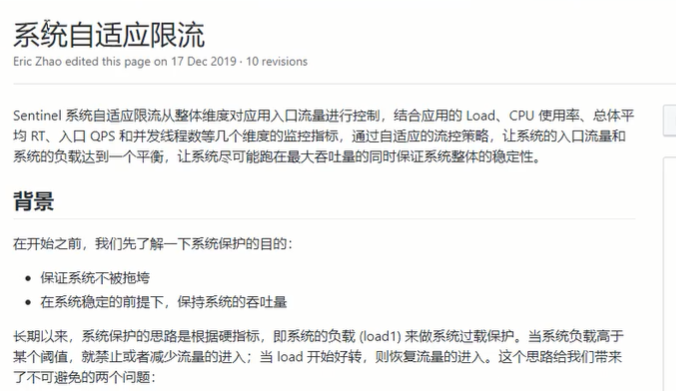 系统自适应限流
Eric Zhao edited this page on 17 Dec 2019 · 10 revisions
Sentinel 系统自适应限流从整体维度对应用入口流量进行控制，结合应用的 Load、CPU 使用率、总体平
均 RT、入口 QPS 和并发线程数等几个维度的监控指标，通过自适应的流控策略，让系统的入口流量和
系统的负载达到一个平衡，让系统尽可能跑在最大吞吐量的同时保证系统整体的稳定性。
背景
在开始之前，我们先了解一下系统保护的目的：
• 保证系统不被拖垮
• 在系统稳定的前提下，保持系统的吞吐量
长期以来，系统保护的思路是根据硬指标，即系统的负载 (load1) 来做系统过载保护。当系统负载高于
某个阈值，就禁止或者减少流量的进入；当 load 开始好转，则恢复流量的进入。这个思路给我们带来
了不可避免的两个问题：